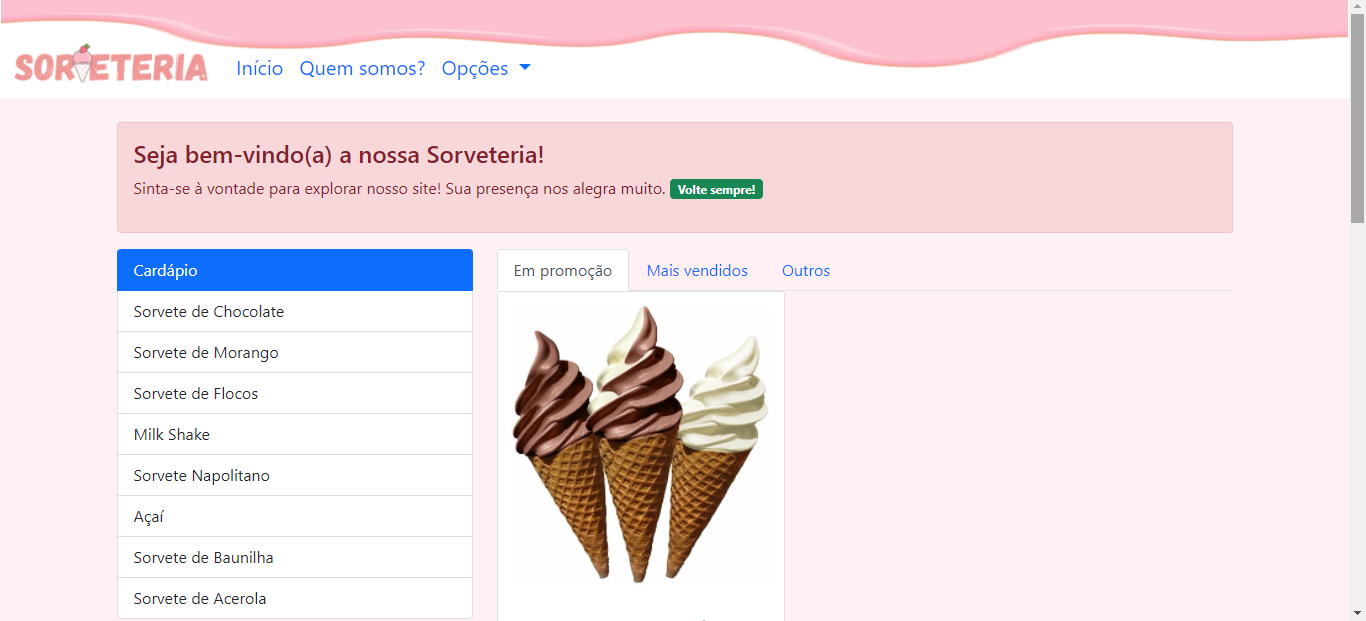 SORVETERIA
Início Quem somos? Opções
Seja bem-vindo(a) a nossa Sorveteria!
Sinta-se à vontade para explorar nosso site! Sua presença nos alegra muito. Volte sempre!
Cardápio
Sorvete de Chocolate
Sorvete de Morango
Sorvete de Flocos
Milk Shake
Sorvete Napolitano
Açaí
Sorvete de Baunilha
Sorvete de Acerola
Em promoção Mais vendidos Outros